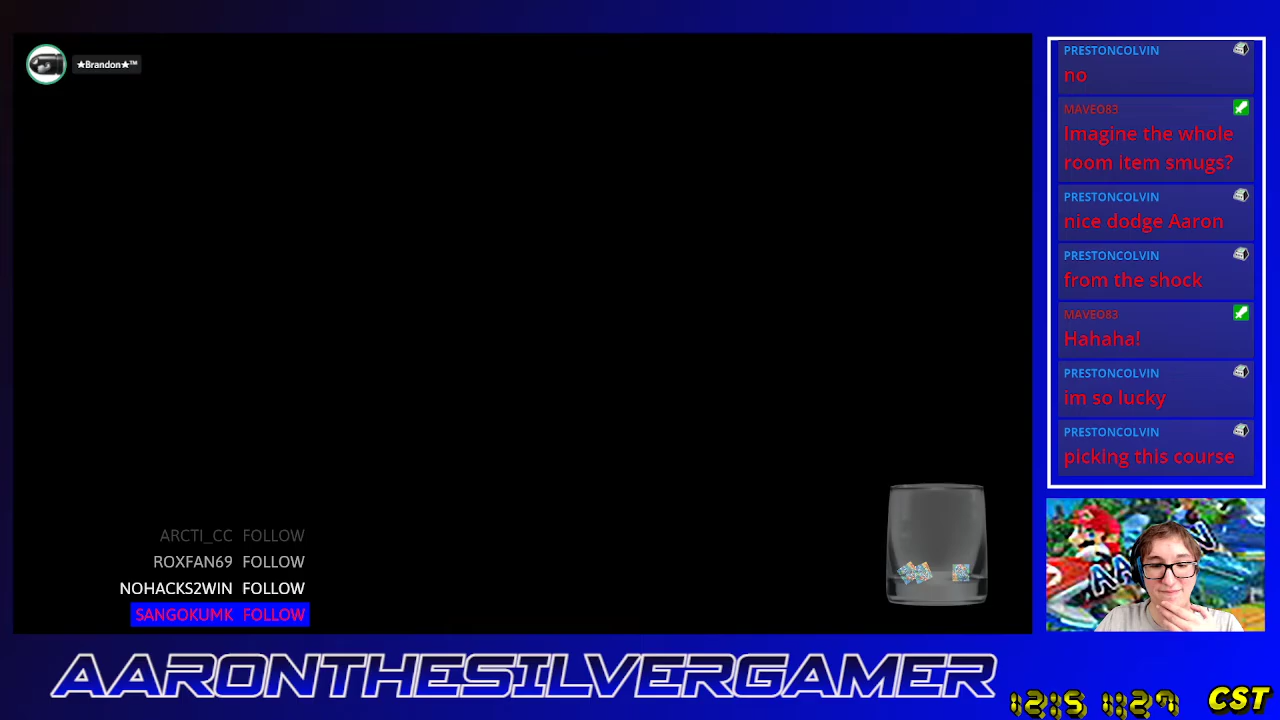 ★Brandon★™
PRESTONCOLVIN
no
MAVEO83
Imagine the whole
room item smugs?
PRESTONCOLVIN
nice dodge Aaron
PRESTONCOLVIN
from the shock
MAVEO83
Hahaha!
PRESTONCOLVIN
im so lucky
PRESTONCOLVIN
picking this course
ARCTI_CC FOLLOW
ROXFAN69 FOLLOW
NOHACKS2WIN FOLLOW
SANGOKUMK FOLLOW
AARONTHESILVERGAMER
CST